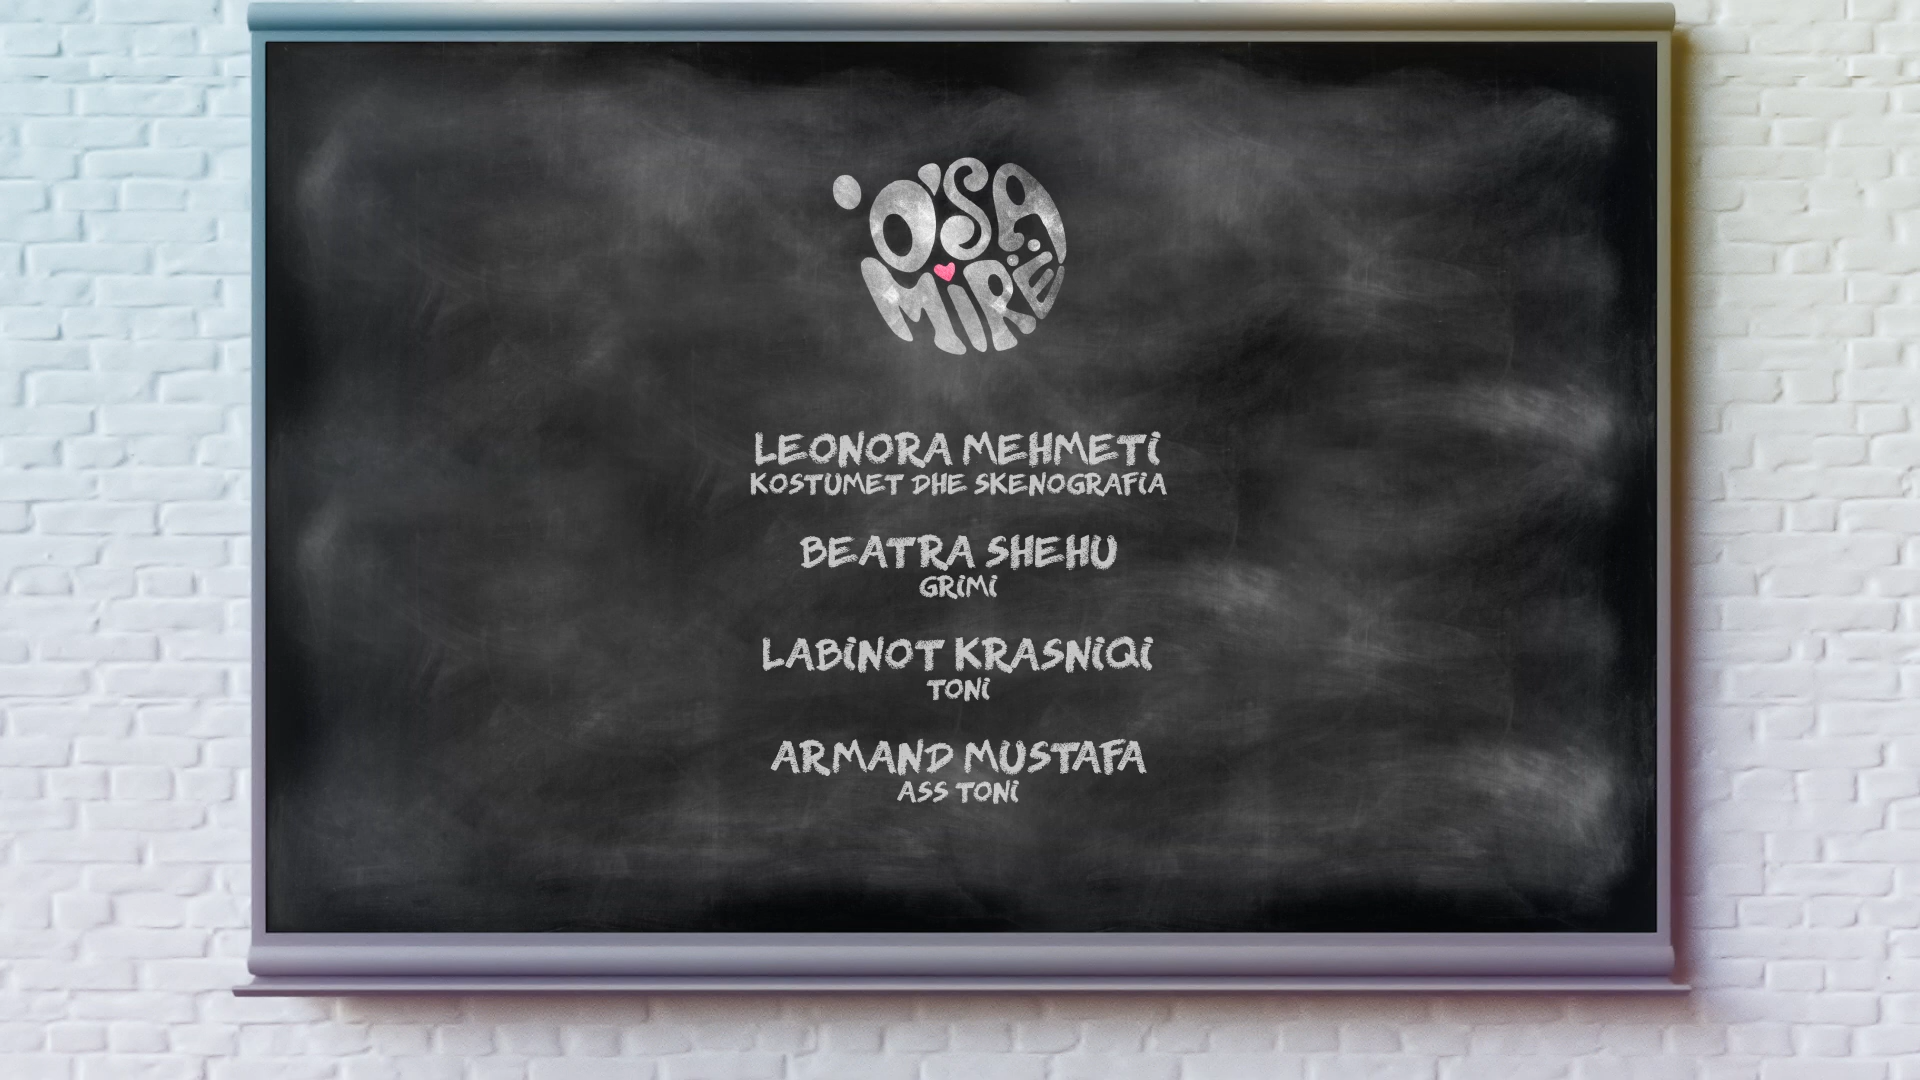 O'SA
MIRË
LEONORA MEHMETI
KOSTUMET DHE SKENOGRAFIA
BEATRA SHEHU
GRIMI
LABINOT KRASNIQI
TONI
ARMAND MUSTAFA
ASS TONI